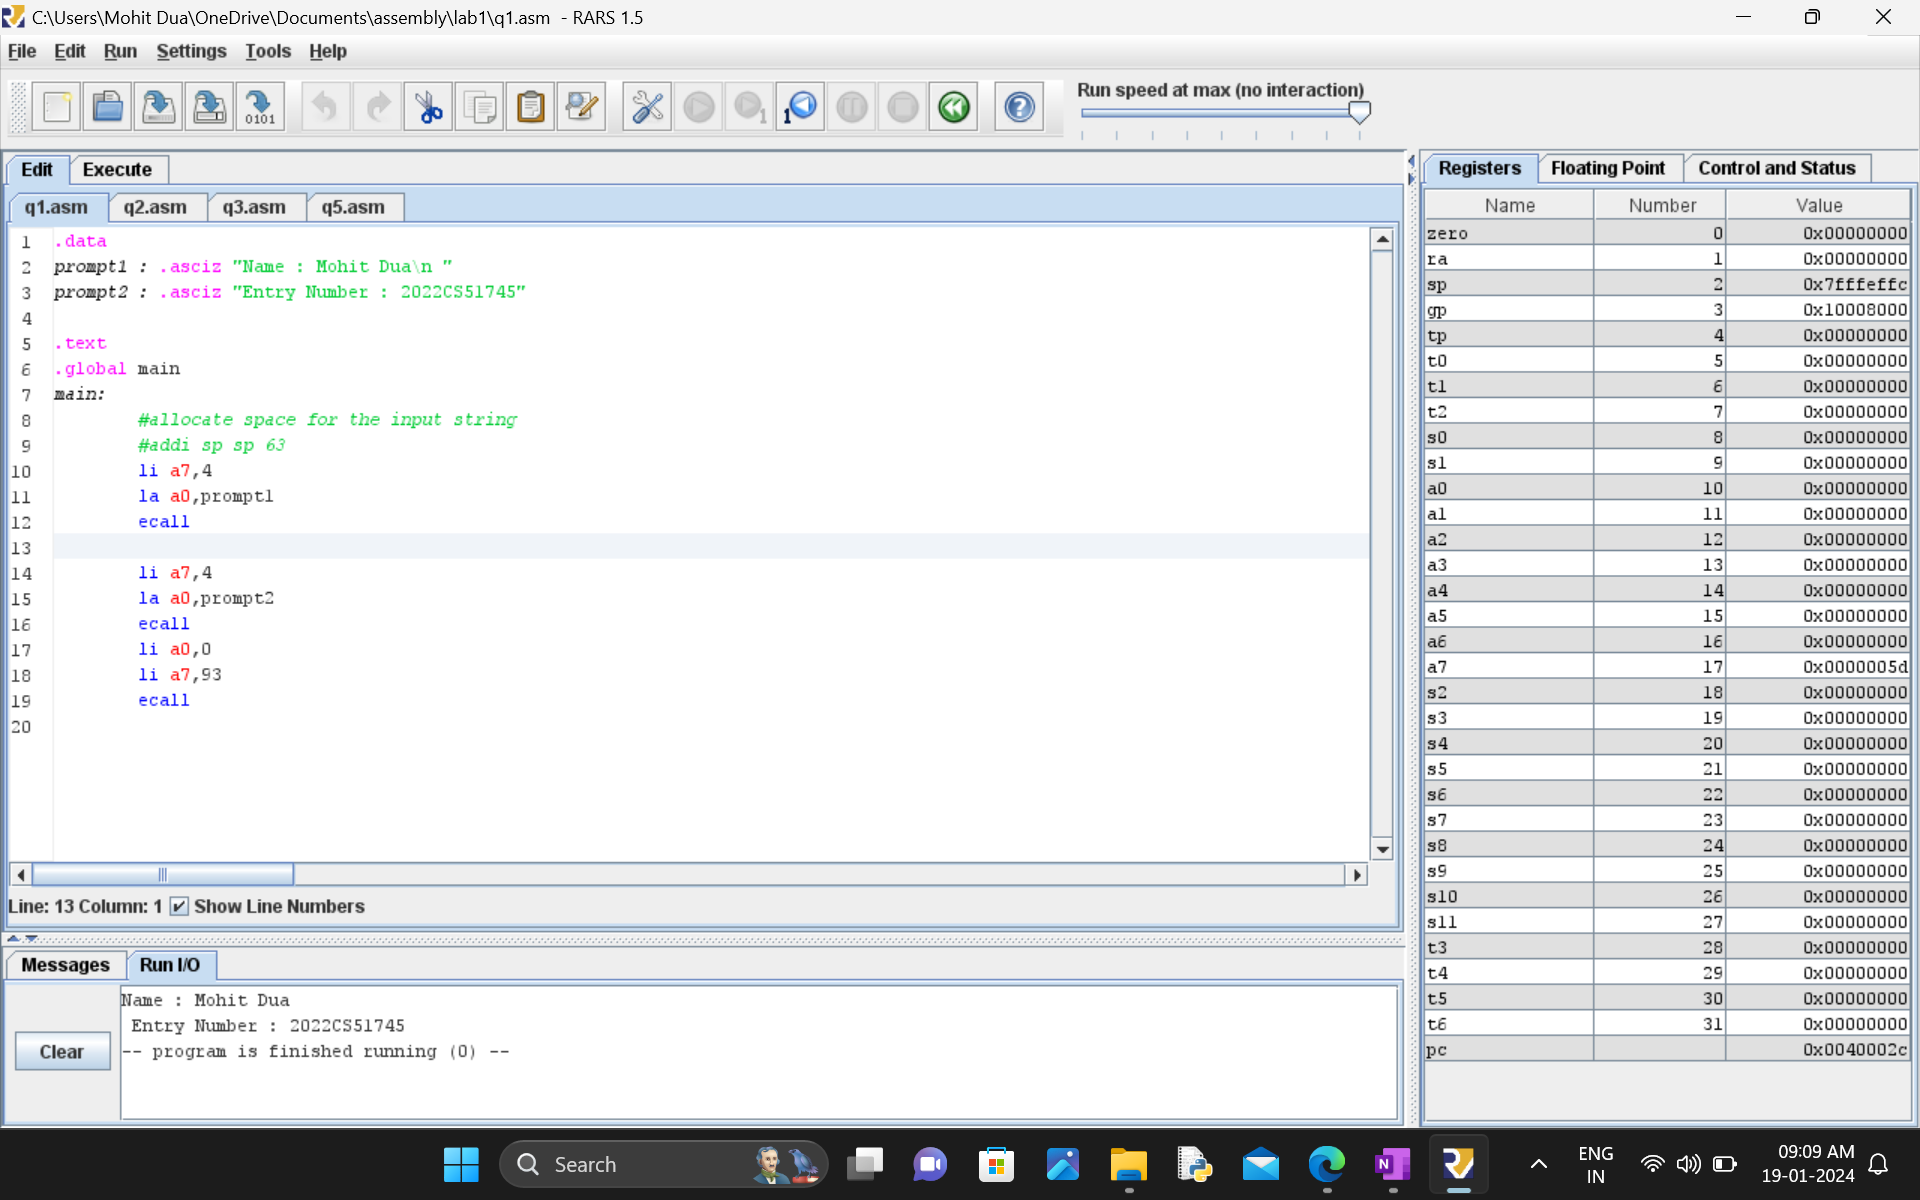 C:\Users\Mohit Dua\OneDrive\Documents\assembly\lab1\q1.asm - RARS 1.5
File Edit Run Settings Tools Help
0101
1
1
Run speed at max (no interaction)
Edit Execute
q1.asm q2.asm q3.asm q5.asm
1 .data
2 prompt1 : .asciz "Name : Mohit Dua\n "
3 prompt2 : .asciz "Entry Number : 2022CS51745"
4
5 .text
6 .global main
7 main:
8 #allocate space for the input string
9 #addi sp sp 63
10 li a7,4
11 la a0,prompt1
12 ecall
13
14 li a7,4
15 la a0,prompt2
16 ecall
17 li a0,0
18 li a7,93
19 ecall
20
Line: 13 Column: 1 Show Line Numbers
Messages Run I/O
Clear
Name : Mohit Dua
Entry Number : 2022CS51745
-- program is finished running (0) --
Registers Floating Point Control and Status
Name Number Value
zero 0 0x00000000
ra 1 0x00000000
sp 2 0x7fffeffc
gp 3 0x10008000
tp 4 0x00000000
t0 5 0x00000000
t1 6 0x00000000
t2 7 0x00000000
s0 8 0x00000000
s1 9 0x00000000
a0 10 0x00000000
a1 11 0x00000000
a2 12 0x00000000
a3 13 0x00000000
a4 14 0x00000000
a5 15 0x00000000
a6 16 0x00000000
a7 17 0x0000005d
s2 18 0x00000000
s3 19 0x00000000
s4 20 0x00000000
s5 21 0x00000000
s6 22 0x00000000
s7 23 0x00000000
s8 24 0x00000000
s9 25 0x00000000
s10 26 0x00000000
s11 27 0x00000000
t3 28 0x00000000
t4 29 0x00000000
t5 30 0x00000000
t6 31 0x00000000
pc 0x0040002c
Search
N
ENG
IN
09:09 AM
19-01-2024